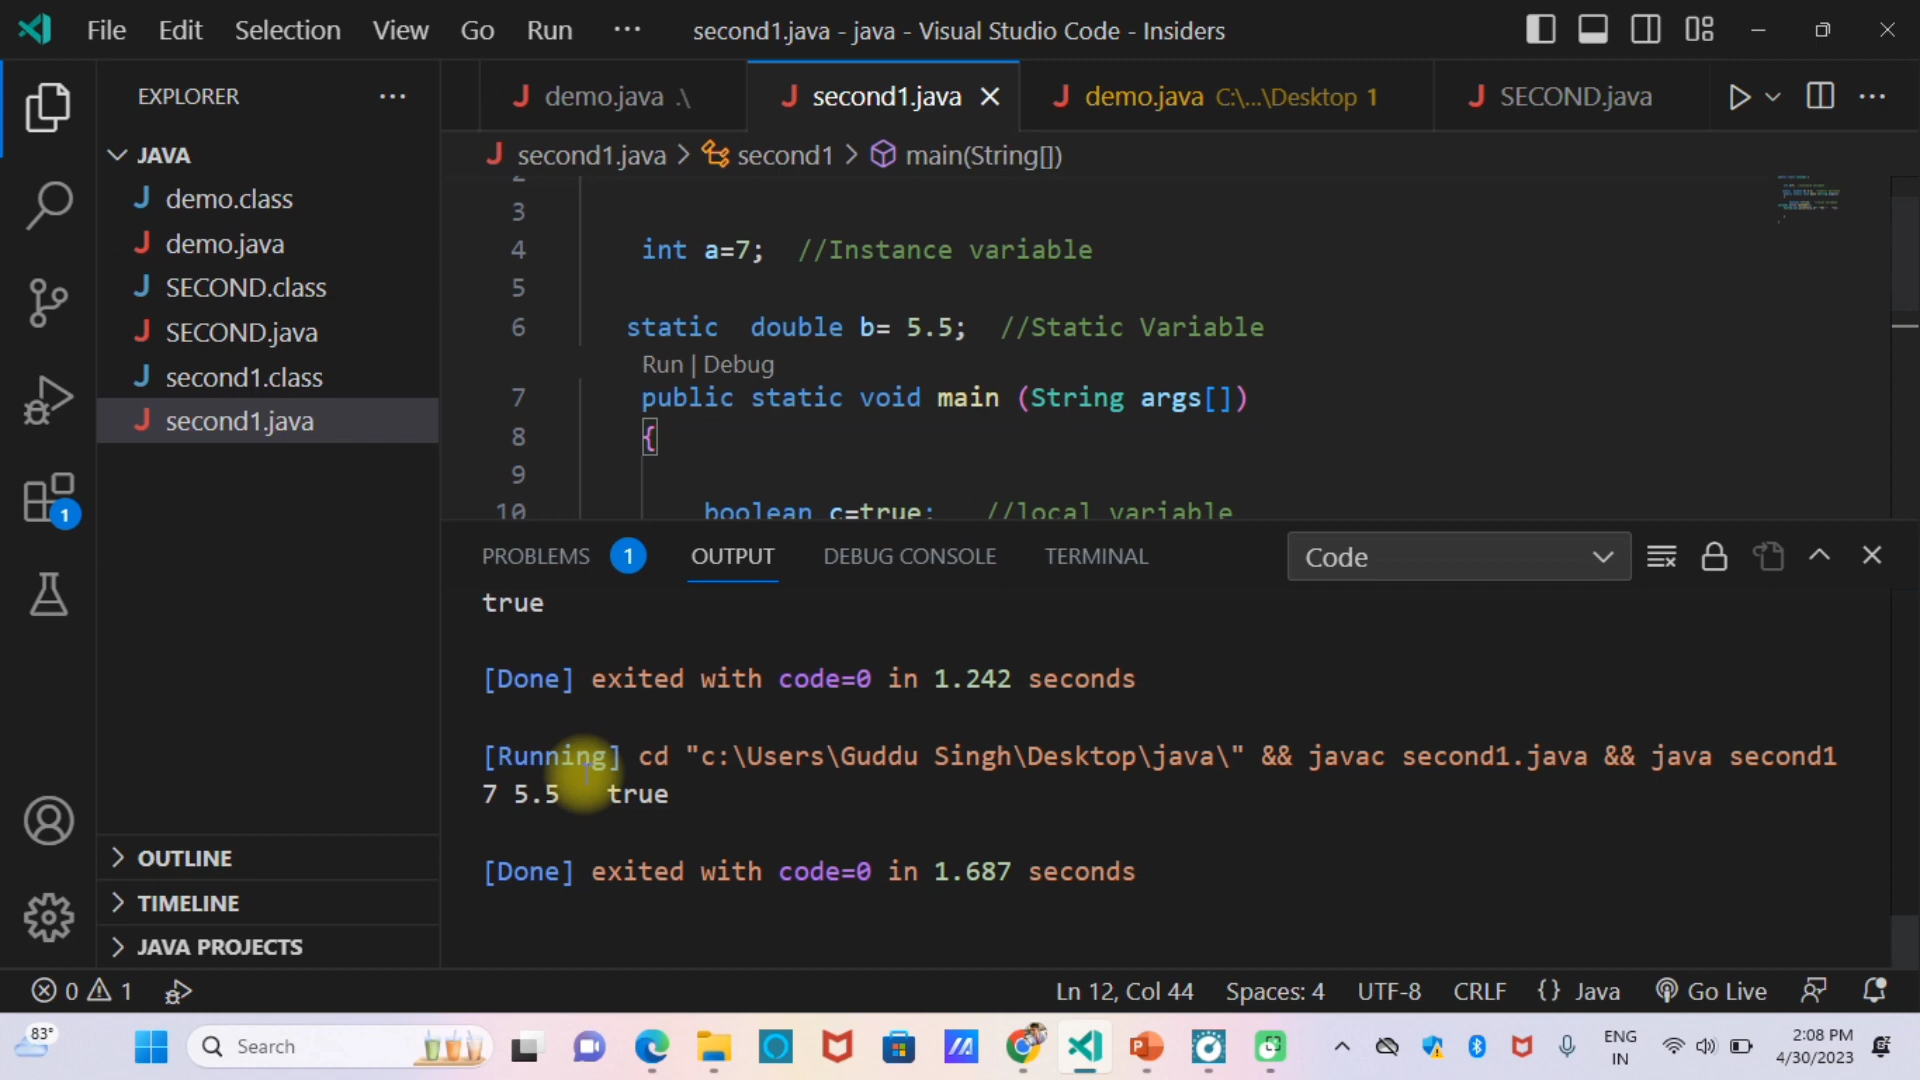 File Edit Selection View Go Run ··· second1.java - java - Visual Studio Code - Insiders
EXPLORER ···
demo.java .\ second1.java demo.java C:\...\Desktop 1 SECOND.java
second1.java > second1 > main(String[])
JAVA
demo.class
demo.java
SECOND.class
SECOND.java
second1.class
second1.java
OUTLINE
TIMELINE
JAVA PROJECTS
1
2
3
4 int a=7; //Instance variable
5
6 static double b= 5.5; //Static Variable
Run | Debug
7 public static void main (String args[])
8 {
9
10 boolean c=true; //local variable
PROBLEMS 1 OUTPUT DEBUG CONSOLE TERMINAL Code
true
[Done] exited with code=0 in 1.242 seconds
[Running] cd "c:\Users\Guddu Singh\Desktop\java\" && javac second1.java && java second1
7 5.5 true
[Done] exited with code=0 in 1.687 seconds
0 1 Ln 12, Col 44 Spaces: 4 UTF-8 CRLF {} Java Go Live
83° Search ENG IN 2:08 PM
4/30/2023